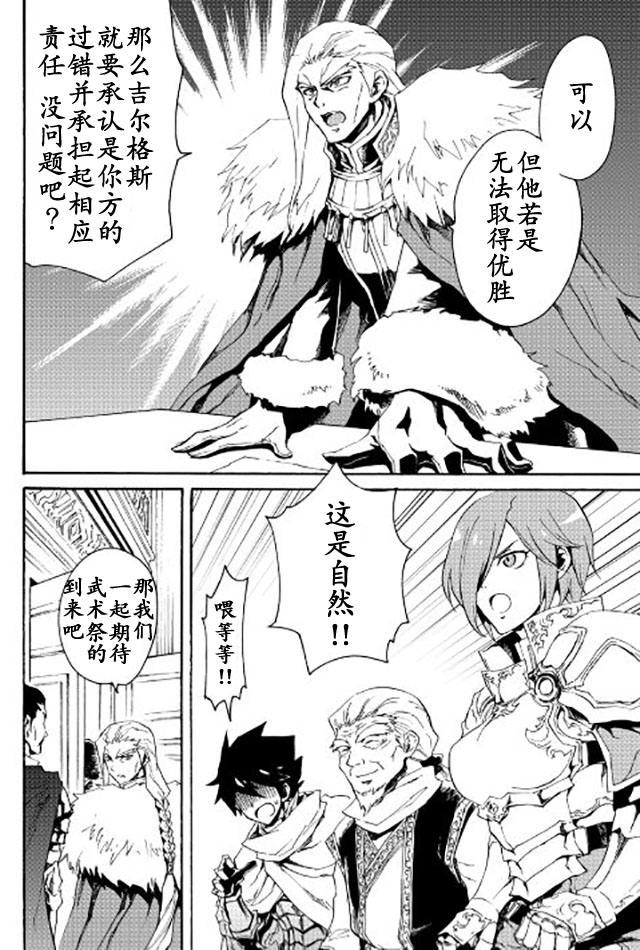 可以
但他若是
无法取得优胜
那么吉尔格斯
就要承认是你方的
过错并承担起相应
责任 没问题吧？
这是自然!!
喂等等!!
那我们
一起期待
武术祭的
到来吧